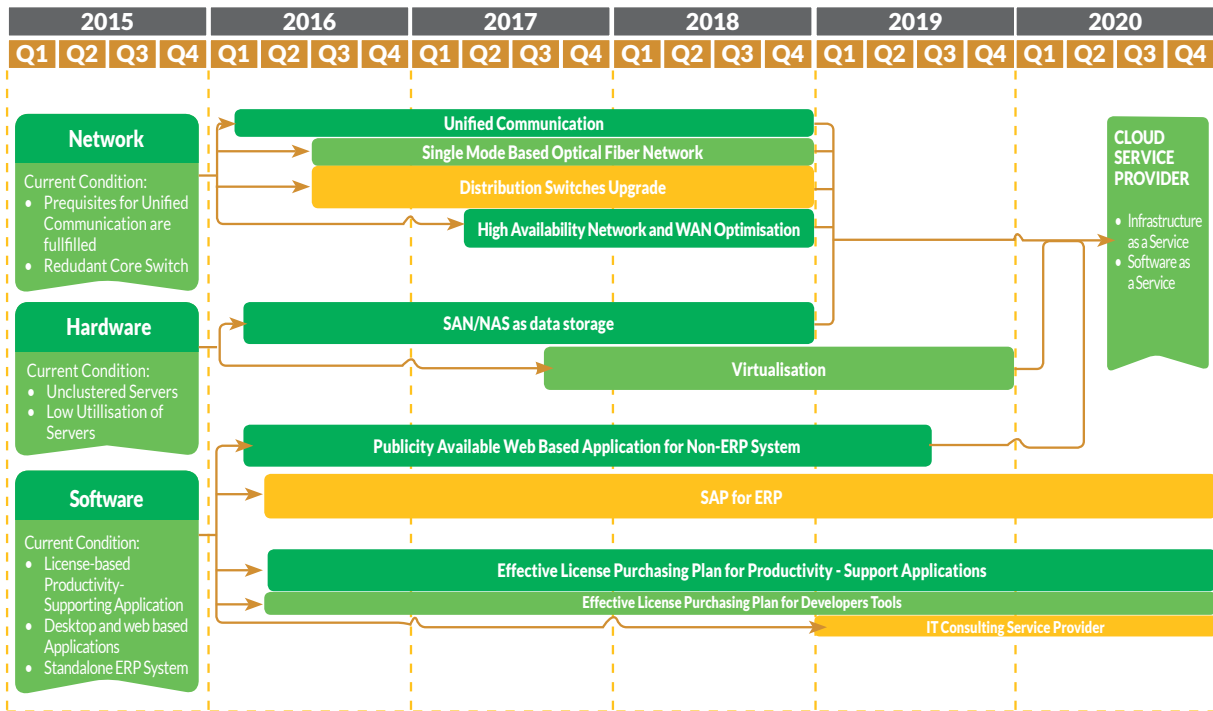 2015 2016 2017 2018 2019 2020
Q1 Q2 Q3 Q4 Q1 Q2 Q3 Q4 Q1 Q2 Q3 Q4 Q1 Q2 Q3 Q4 Q1 Q2 Q3 Q4 Q1 Q2 Q3 Q4
Network
Current Condition:
• Prequisites for Unified
Communication are
fullfilled
• Redudant Core Switch
Unified Communication
Single Mode Based Optical Fiber Network
Distribution Switches Upgrade
High Availability Network and WAN Optimisation
CLOUD
SERVICE
PROVIDER
• Infrastructure
as a Service
• Software as
a Service
Hardware
Current Condition:
• Unclustered Servers
• Low Utillisation of
Servers
SAN/NAS as data storage
Virtualisation
Software
Current Condition:
• License-based
Productivity-
Supporting Application
• Desktop and web based
Applications
• Standalone ERP System
Publicity Available Web Based Application for Non-ERP System
SAP for ERP
Effective License Purchasing Plan for Productivity - Support Applications
Effective License Purchasing Plan for Developers Tools
IT Consulting Service Provider